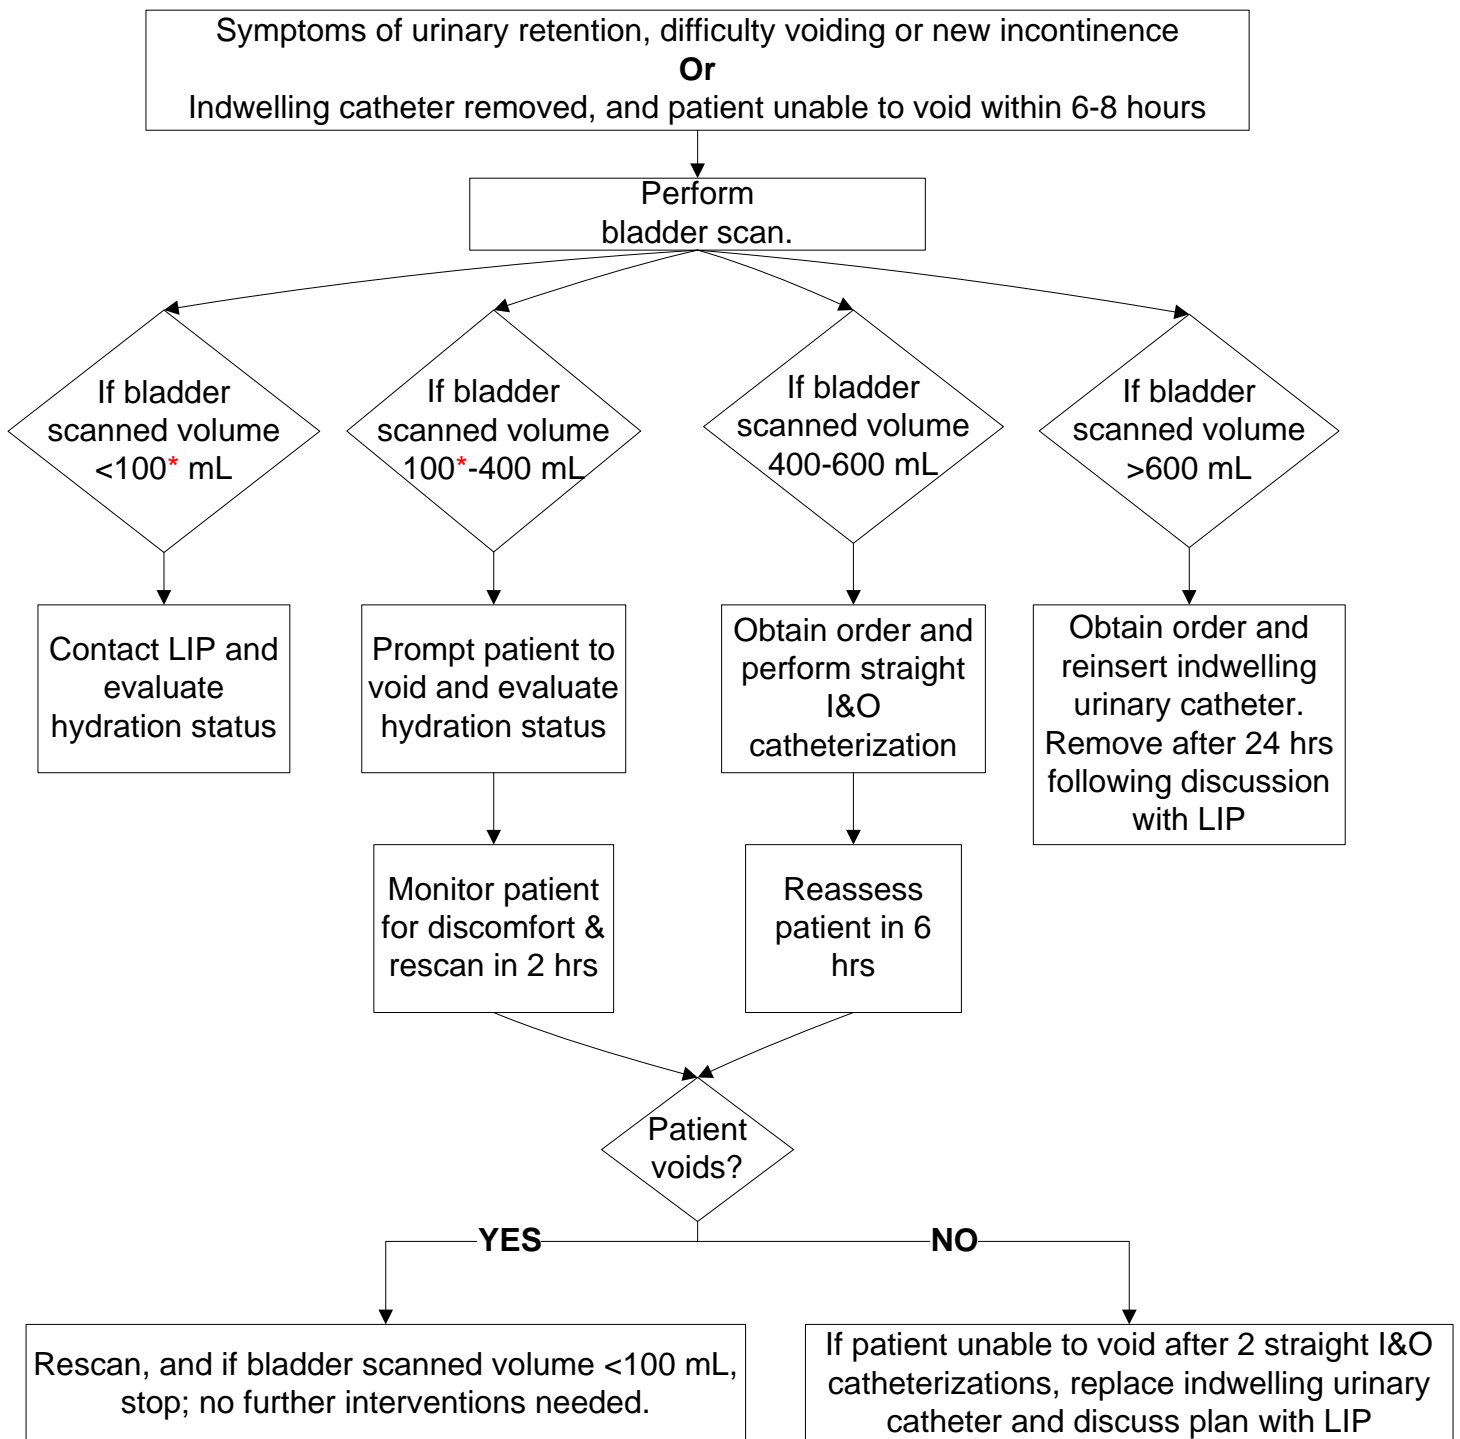 Symptoms of urinary retention, difficulty voiding or new incontinence
Or
Indwelling catheter removed, and patient unable to void within 6-8 hours
Perform
bladder scan.
If bladder
scanned volume
<100* mL
If bladder
scanned volume
100*-400 mL
If bladder
scanned volume
400-600 mL
If bladder
scanned volume
>600 mL
Contact LIP and
evaluate
hydration status
Prompt patient to
void and evaluate
hydration status
Obtain order and
perform straight
I&O
catheterization
Obtain order and
reinsert indwelling
urinary catheter.
Remove after 24 hrs
following discussion
with LIP
Monitor patient
for discomfort &
rescan in 2 hrs
Reassess
patient in 6
hrs
Patient
voids?
YES
NO
Rescan, and if bladder scanned volume <100 mL,
stop; no further interventions needed.
If patient unable to void after 2 straight I&O
catheterizations, replace indwelling urinary
catheter and discuss plan with LIP